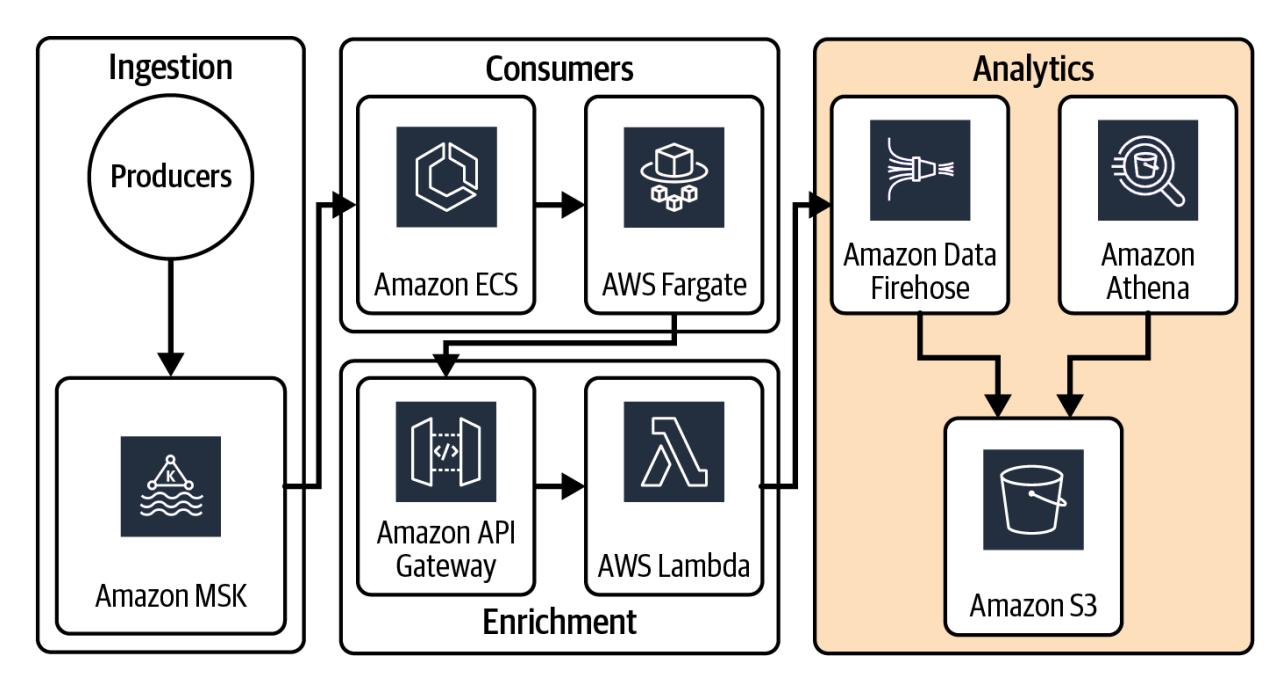 Ingestion
Producers
K
Amazon MSK
Consumers
Amazon ECS
AWS Fargate
</>
Amazon API
Gateway
AWS Lambda
Enrichment
Analytics
Amazon Data
Firehose
Amazon
Athena
Amazon S3